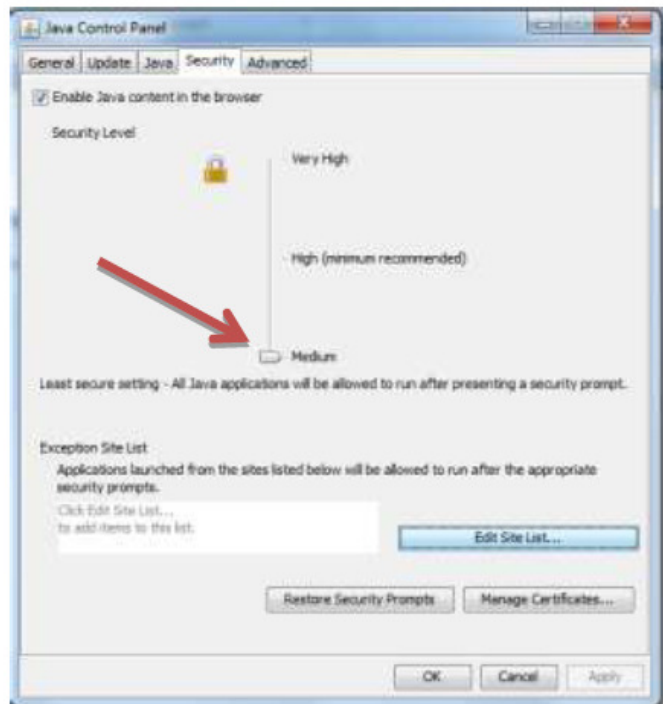 Java Control Panel
General Update Java Security Advanced
Enable Java content in the browser
Security Level
Very High
High (minimum recommended)
Medium
Least secure setting - All Java applications will be allowed to run after presenting a security prompt.
Exception Site List
Applications launched from the sites listed below will be allowed to run after the appropriate
security prompts.
Click Edit Site List...
to add items to this list.
Edit Site List...
Restore Security Prompts Manage Certificates...
OK Cancel Apply